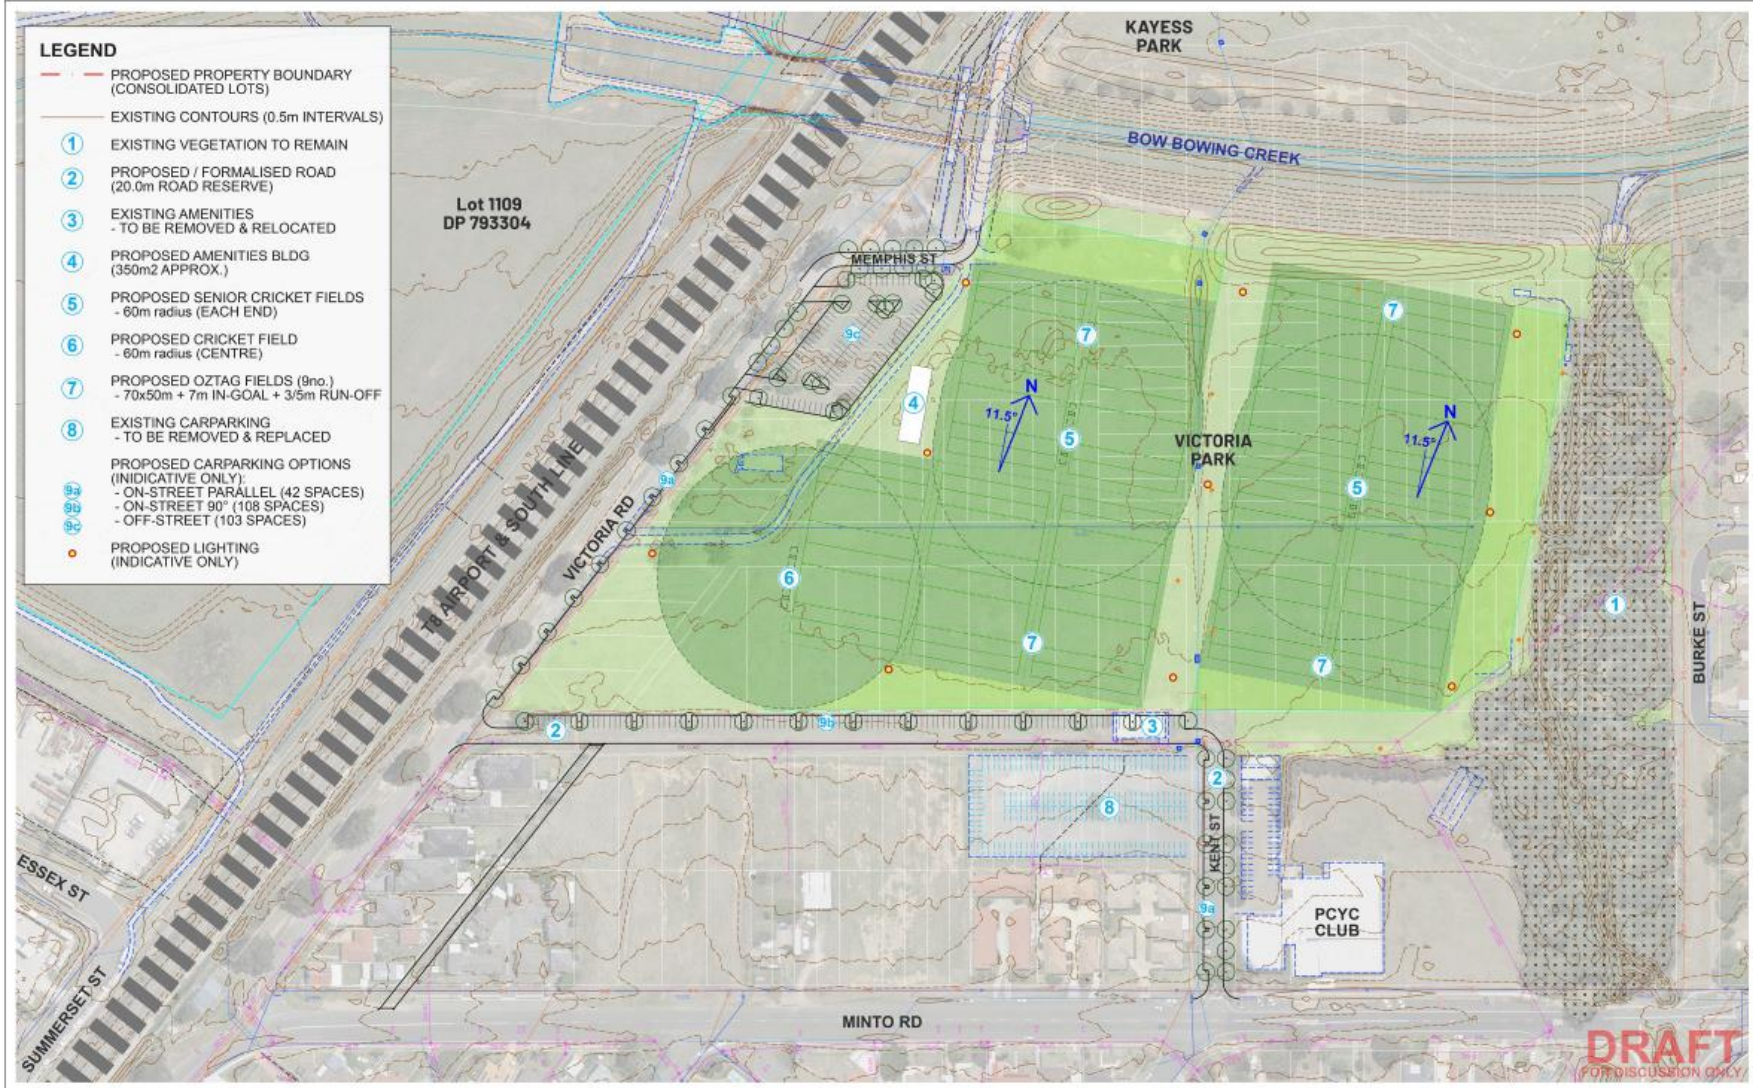 LEGEND
PROPOSED PROPERTY BOUNDARY
(CONSOLIDATED LOTS)
EXISTING CONTOURS (0.5m INTERVALS)
1 EXISTING VEGETATION TO REMAIN
2 PROPOSED / FORMALISED ROAD
(20.0m ROAD RESERVE)
3 EXISTING AMENITIES
- TO BE REMOVED & RELOCATED
4 PROPOSED AMENITIES BLDG
(350m2 APPROX.)
5 PROPOSED SENIOR CRICKET FIELDS
- 60m radius (EACH END)
6 PROPOSED CRICKET FIELD
- 60m radius (CENTRE)
7 PROPOSED OZTAG FIELDS (9no.)
- 70x50m + 7m IN-GOAL + 3/5m RUN-OFF
8 EXISTING CARPARKING
- TO BE REMOVED & REPLACED
PROPOSED CARPARKING OPTIONS
(INIDICATIVE ONLY):
9a - ON-STREET PARALLEL (42 SPACES)
9b - ON-STREET 90° (108 SPACES)
9c - OFF-STREET (103 SPACES)
PROPOSED LIGHTING
(INDICATIVE ONLY)
KAYESS
PARK
BOW BOWING CREEK
Lot 1109
DP 793304
MEMPHIS ST
9c
7
7
4
N
11.5°
5
VICTORIA
PARK
N
11.5°
5
9a
T8 AIRPORT & SOUTH LINE
VICTORIA RD
6
1
7
7
BURKE ST
2
9b
3
2
8
KENT ST
9a
PCYC
CLUB
ESSEX ST
SUMMERSET ST
MINTO RD
DRAFT
FOR DISCUSSION ONLY